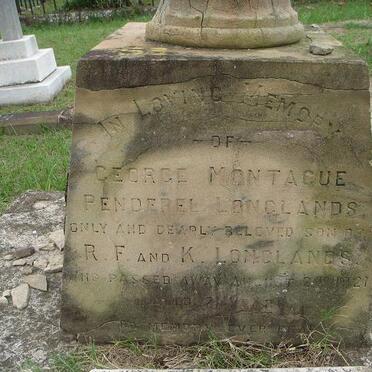 IN LOVING MEMORY
— OF —
GEORGE MONTAGUE
PENDEREL LONGLANDS
ONLY AND DEARLY BELOVED SON OF
R. F. AND K. LONGLANDS
WHO PASSED AWAY